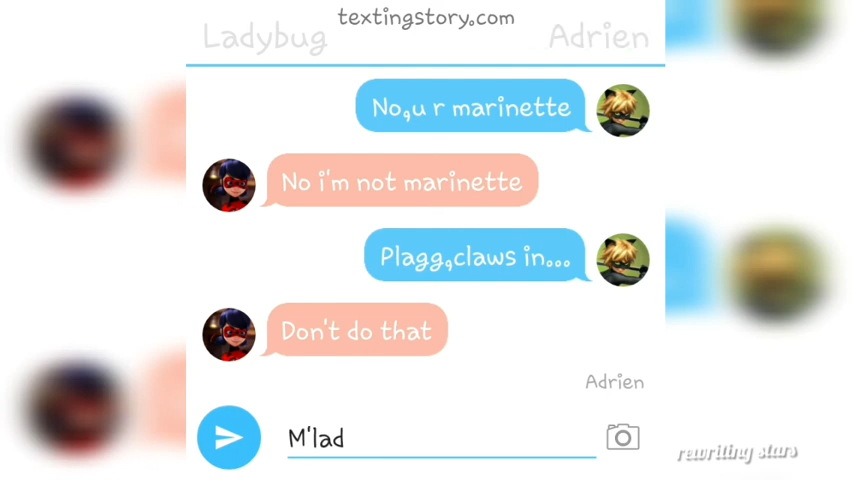 textingstory.com
Ladybug Adrien
No,u r marinette
No i'm not marinette
Plagg,claws in...
Don't do that
Adrien
M'lad
rewriting stars